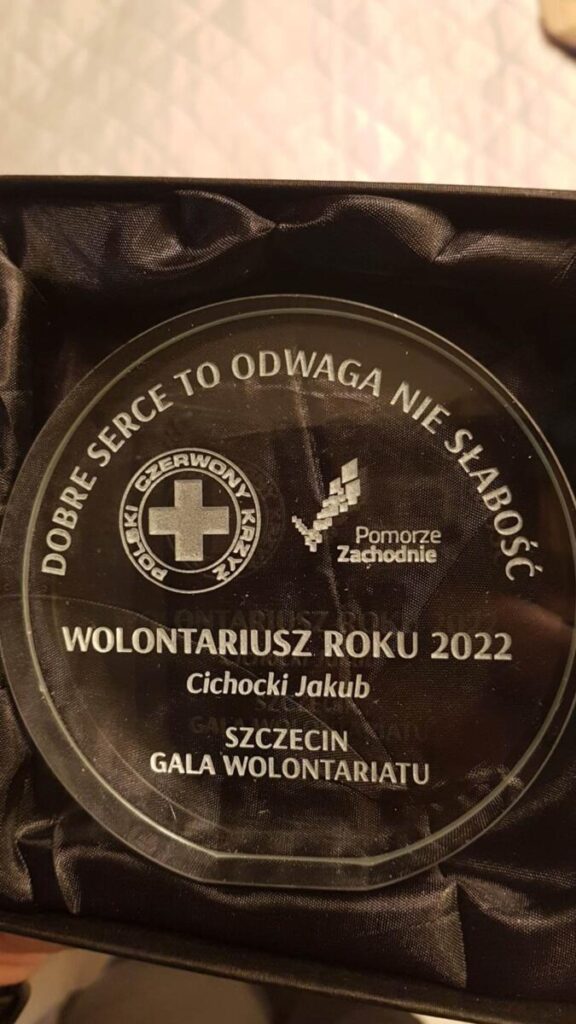 DOBRE SERCE TO ODWAGA NIE SŁABOŚĆ
POLSKI CZERWONY KRZYŻ
Pomorze
Zachodnie
WOLONTARIUSZ ROKU 2022
Cichocki Jakub
SZCZECIN
GALA WOLONTARIATU